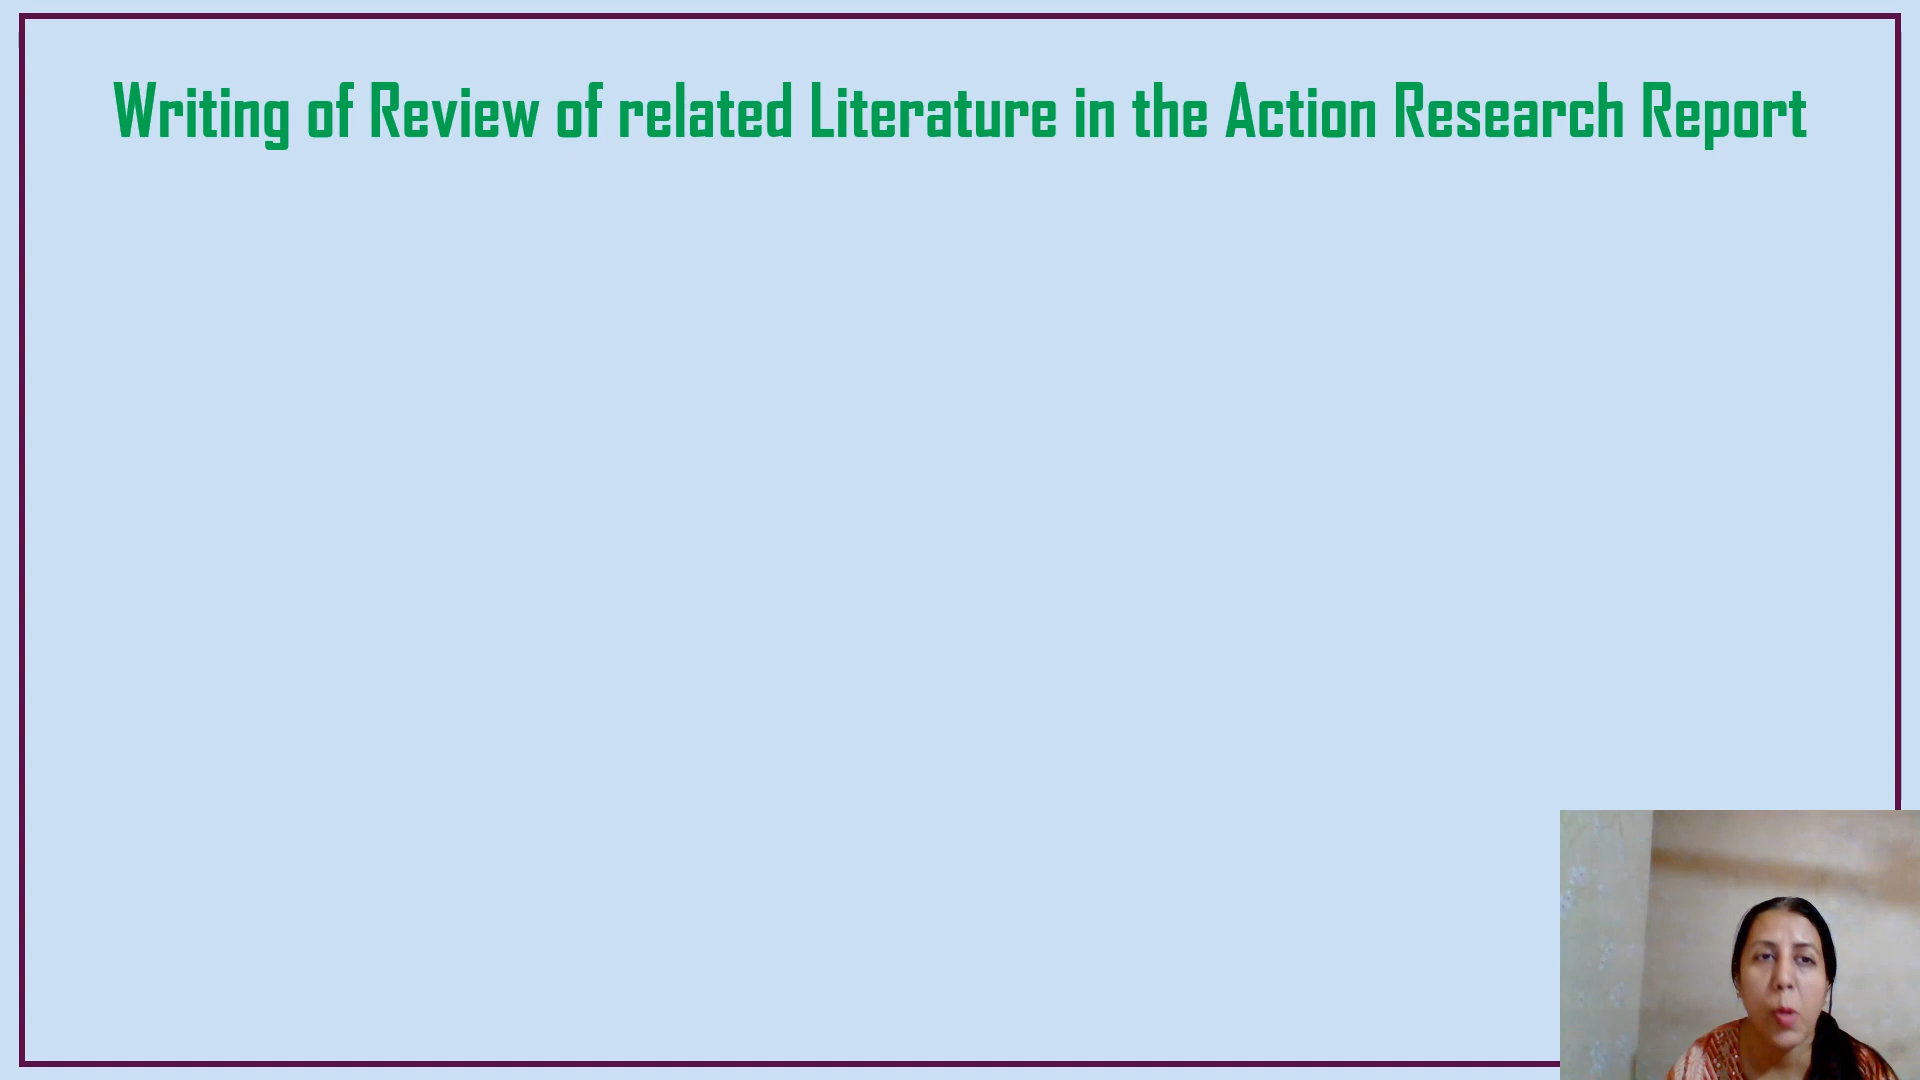 Writing of Review of related Literature in the Action Research Report